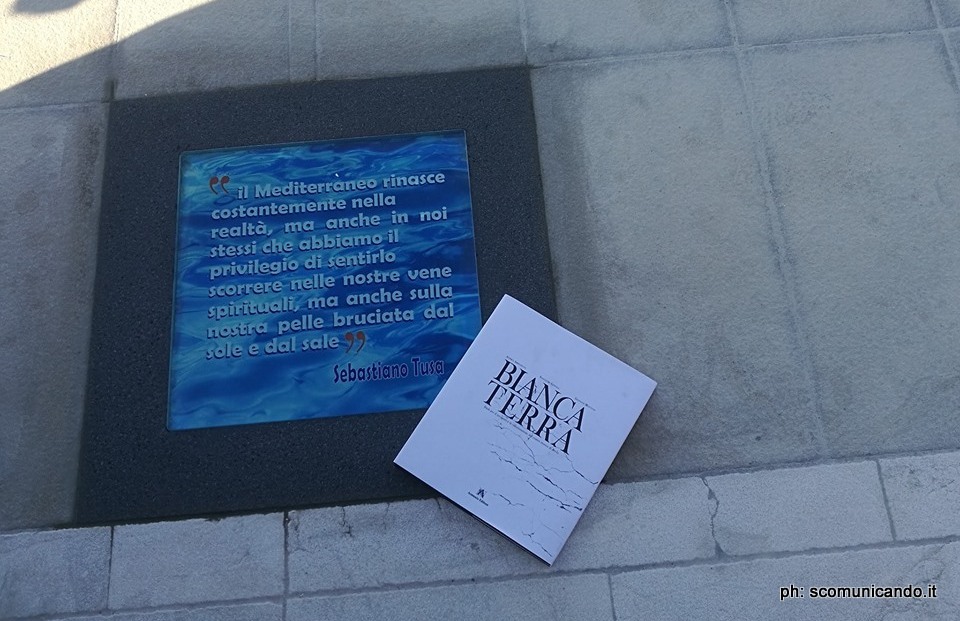 “ il Mediterraneo rinasce
costantemente nella
realtà, ma anche in noi
stessi che abbiamo il
privilegio di sentirlo
scorrere nelle nostre vene
spirituali, ma anche sulla
nostra pelle bruciata dal
sole e dal sale ”
Sebastiano Tusa
BIANCA
TERRA
ph: scomunicando.it